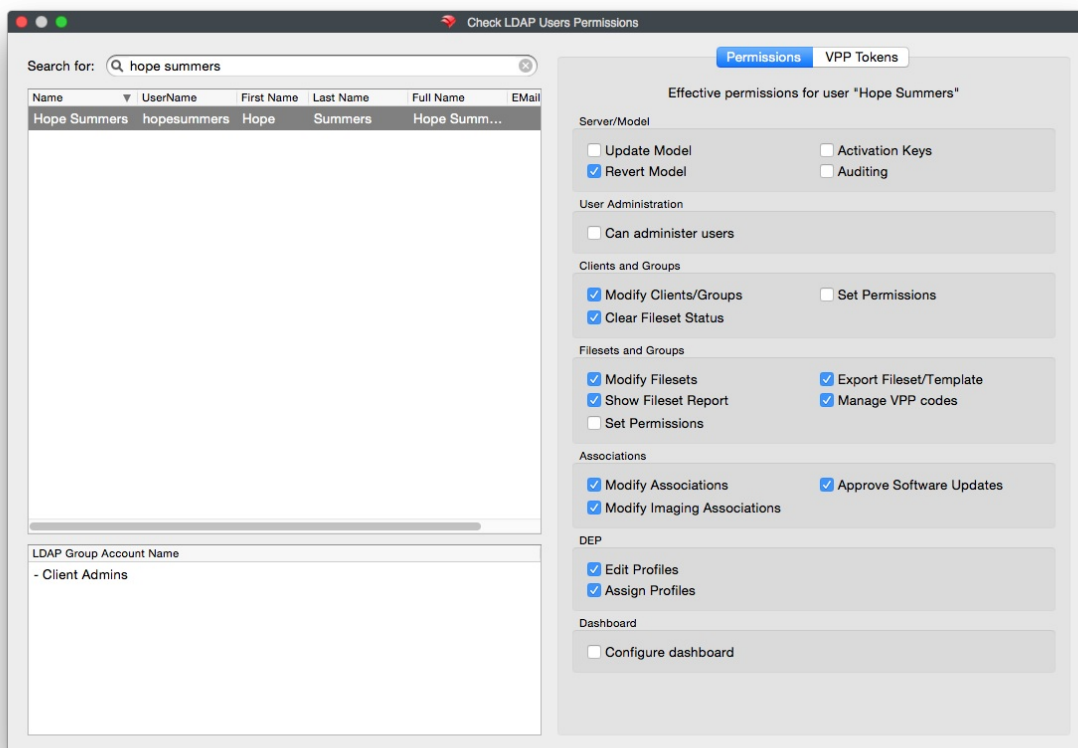 Check LDAP Users Permissions
Search for: hope summers
Name UserName First Name Last Name Full Name EMail
Hope Summers hopesummers Hope Summers Hope Summ...
LDAP Group Account Name
- Client Admins
Permissions VPP Tokens
Effective permissions for user "Hope Summers"
Server/Model
Update Model Activation Keys
Revert Model Auditing
User Administration
Can administer users
Clients and Groups
Modify Clients/Groups Set Permissions
Clear Fileset Status
Filesets and Groups
Modify Filesets Export Fileset/Template
Show Fileset Report Manage VPP codes
Set Permissions
Associations
Modify Associations Approve Software Updates
Modify Imaging Associations
DEP
Edit Profiles
Assign Profiles
Dashboard
Configure dashboard